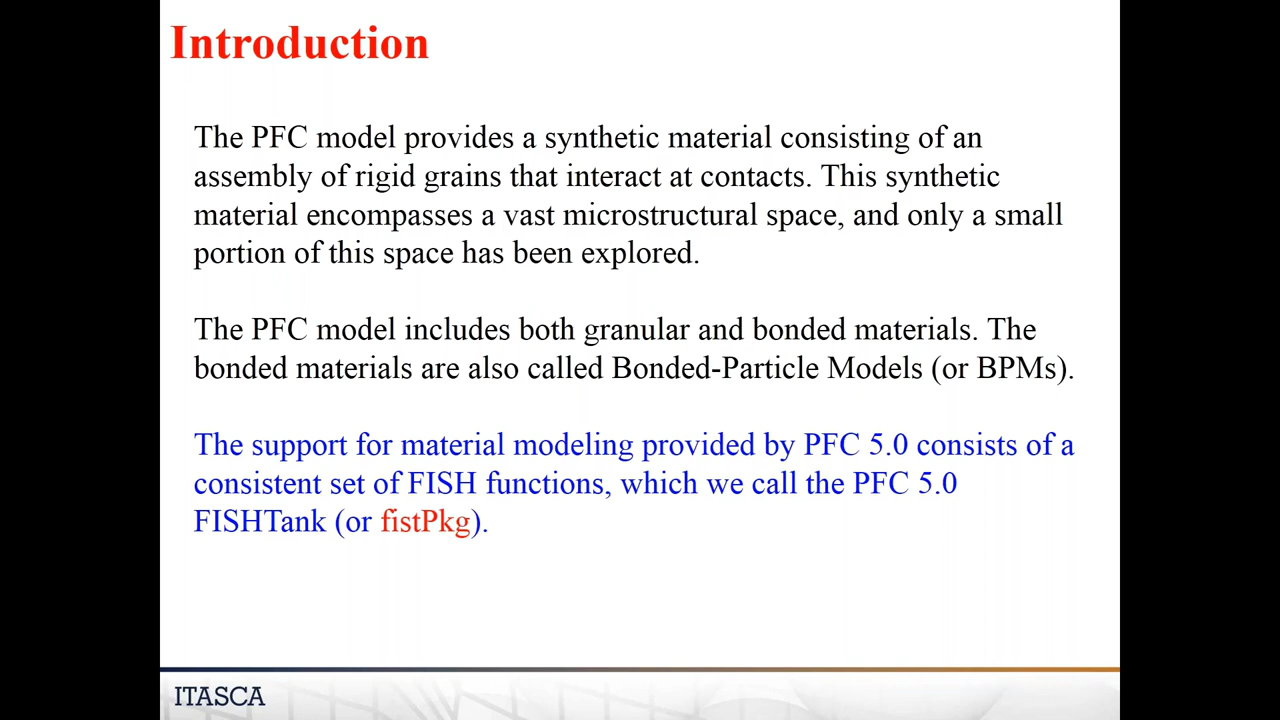 Introduction
The PFC model provides a synthetic material consisting of an
assembly of rigid grains that interact at contacts. This synthetic
material encompasses a vast microstructural space, and only a small
portion of this space has been explored.
The PFC model includes both granular and bonded materials. The
bonded materials are also called Bonded-Particle Models (or BPMs).
The support for material modeling provided by PFC 5.0 consists of a
consistent set of FISH functions, which we call the PFC 5.0
FISHTank (or fistPkg).
ITASCA